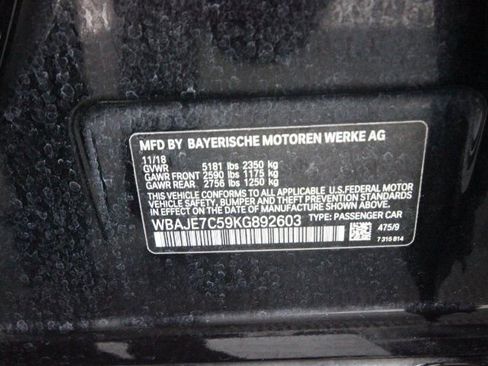 MFD BY BAYERISCHE MOTOREN WERKE AG
11/18
GVWR 5181 lbs 2350 kg
GAWR FRONT 2590 lbs 1175 kg
GAWR REAR 2756 lbs 1250 kg
THIS VEHICLE CONFORMS TO ALL APPLICABLE U.S.FEDERAL MOTOR
VEHICLE SAFETY, BUMPER, AND THEFT PREVENTION STANDARDS
IN EFFECT ON THE DATE OF MANUFACTURE SHOWN ABOVE.
WBAJE7C59KG892603 TYPE: PASSENGER CAR
475/9
7 315 814